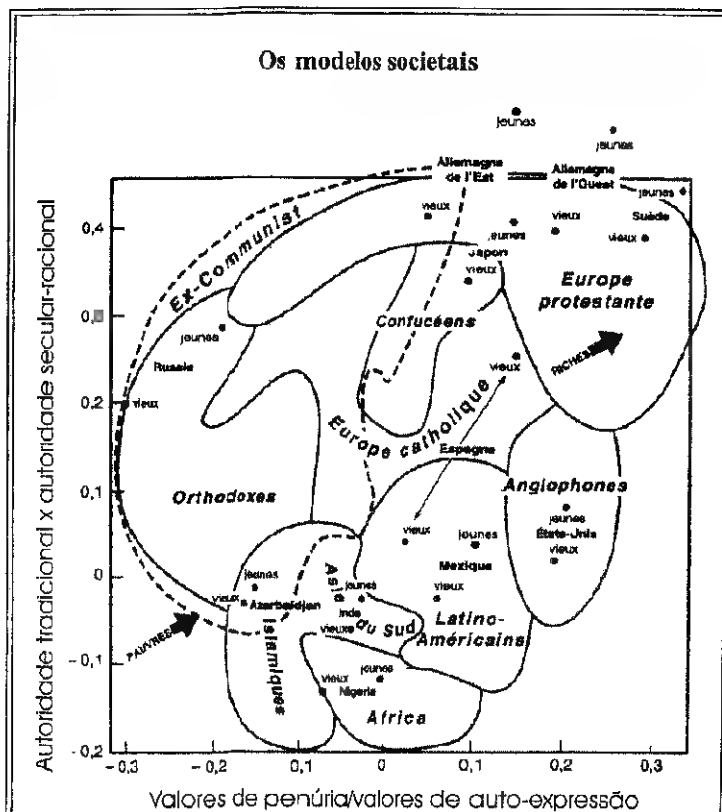 Os modelos societais
jeunes
jeunes
Allemagne
de l'Est
Allemagne
de l'Ouest
jeunes
vieux
jeunes
vieux
Suède
vieux
Japon
vieux
Ex-Communist
Europe
protestante
0,4
Confucéens
jeunes
Russie
RICHES
vieux
vieux
0,2
Europe catholique
Espagne
Orthodoxes
Anglophones
0,1
jeunes
États-Unis
vieux
vieux
jeunes
Mexique
vieux
0
jeunes
vieux
Azerbaïdjan
Asie du Sud
jeunes
Inde
vieux
Latino-
Américains
PAUVRES
Islamiques
- 0,1
jeunes
vieux
Nigeria
Africa
- 0,2
- 0,3
- 0,2
0,1
0
0,1
0,2
0,3
Autoridade tradicional x autoridade secular-racional
Valores de penúria/valores de auto-expressão